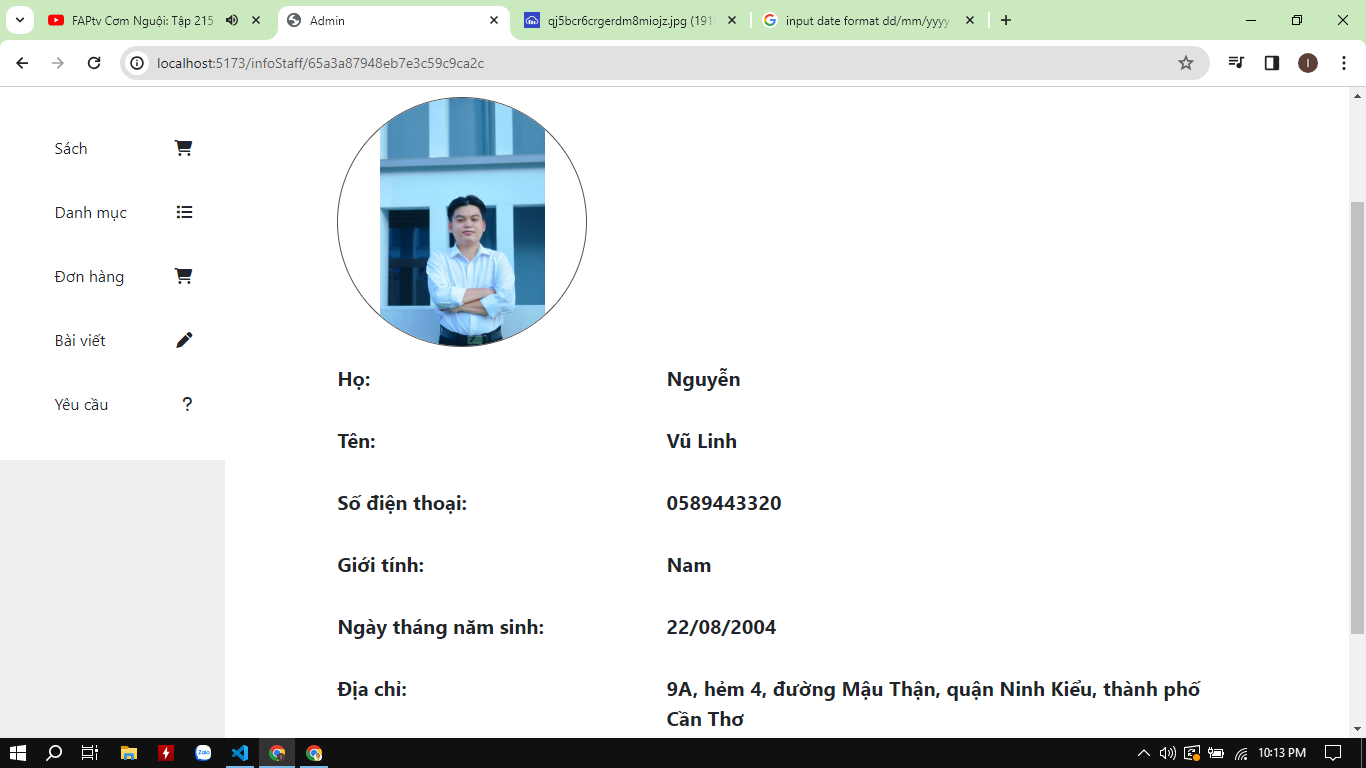 FAPtv Cơm Nguội: Tập 215
Admin
qj5bcr6crgerdm8miojz.jpg (191
input date format dd/mm/yyyy
localhost:5173/infoStaff/65a3a87948eb7e3c59c9ca2c
I
Sách
Danh mục
Đơn hàng
Bài viết
Yêu cầu
Họ: Nguyễn
Tên: Vũ Linh
Số điện thoại: 0589443320
Giới tính: Nam
Ngày tháng năm sinh: 22/08/2004
Địa chỉ: 9A, hẻm 4, đường Mậu Thận, quận Ninh Kiểu, thành phố
Cần Thơ
Zalo
10:13 PM